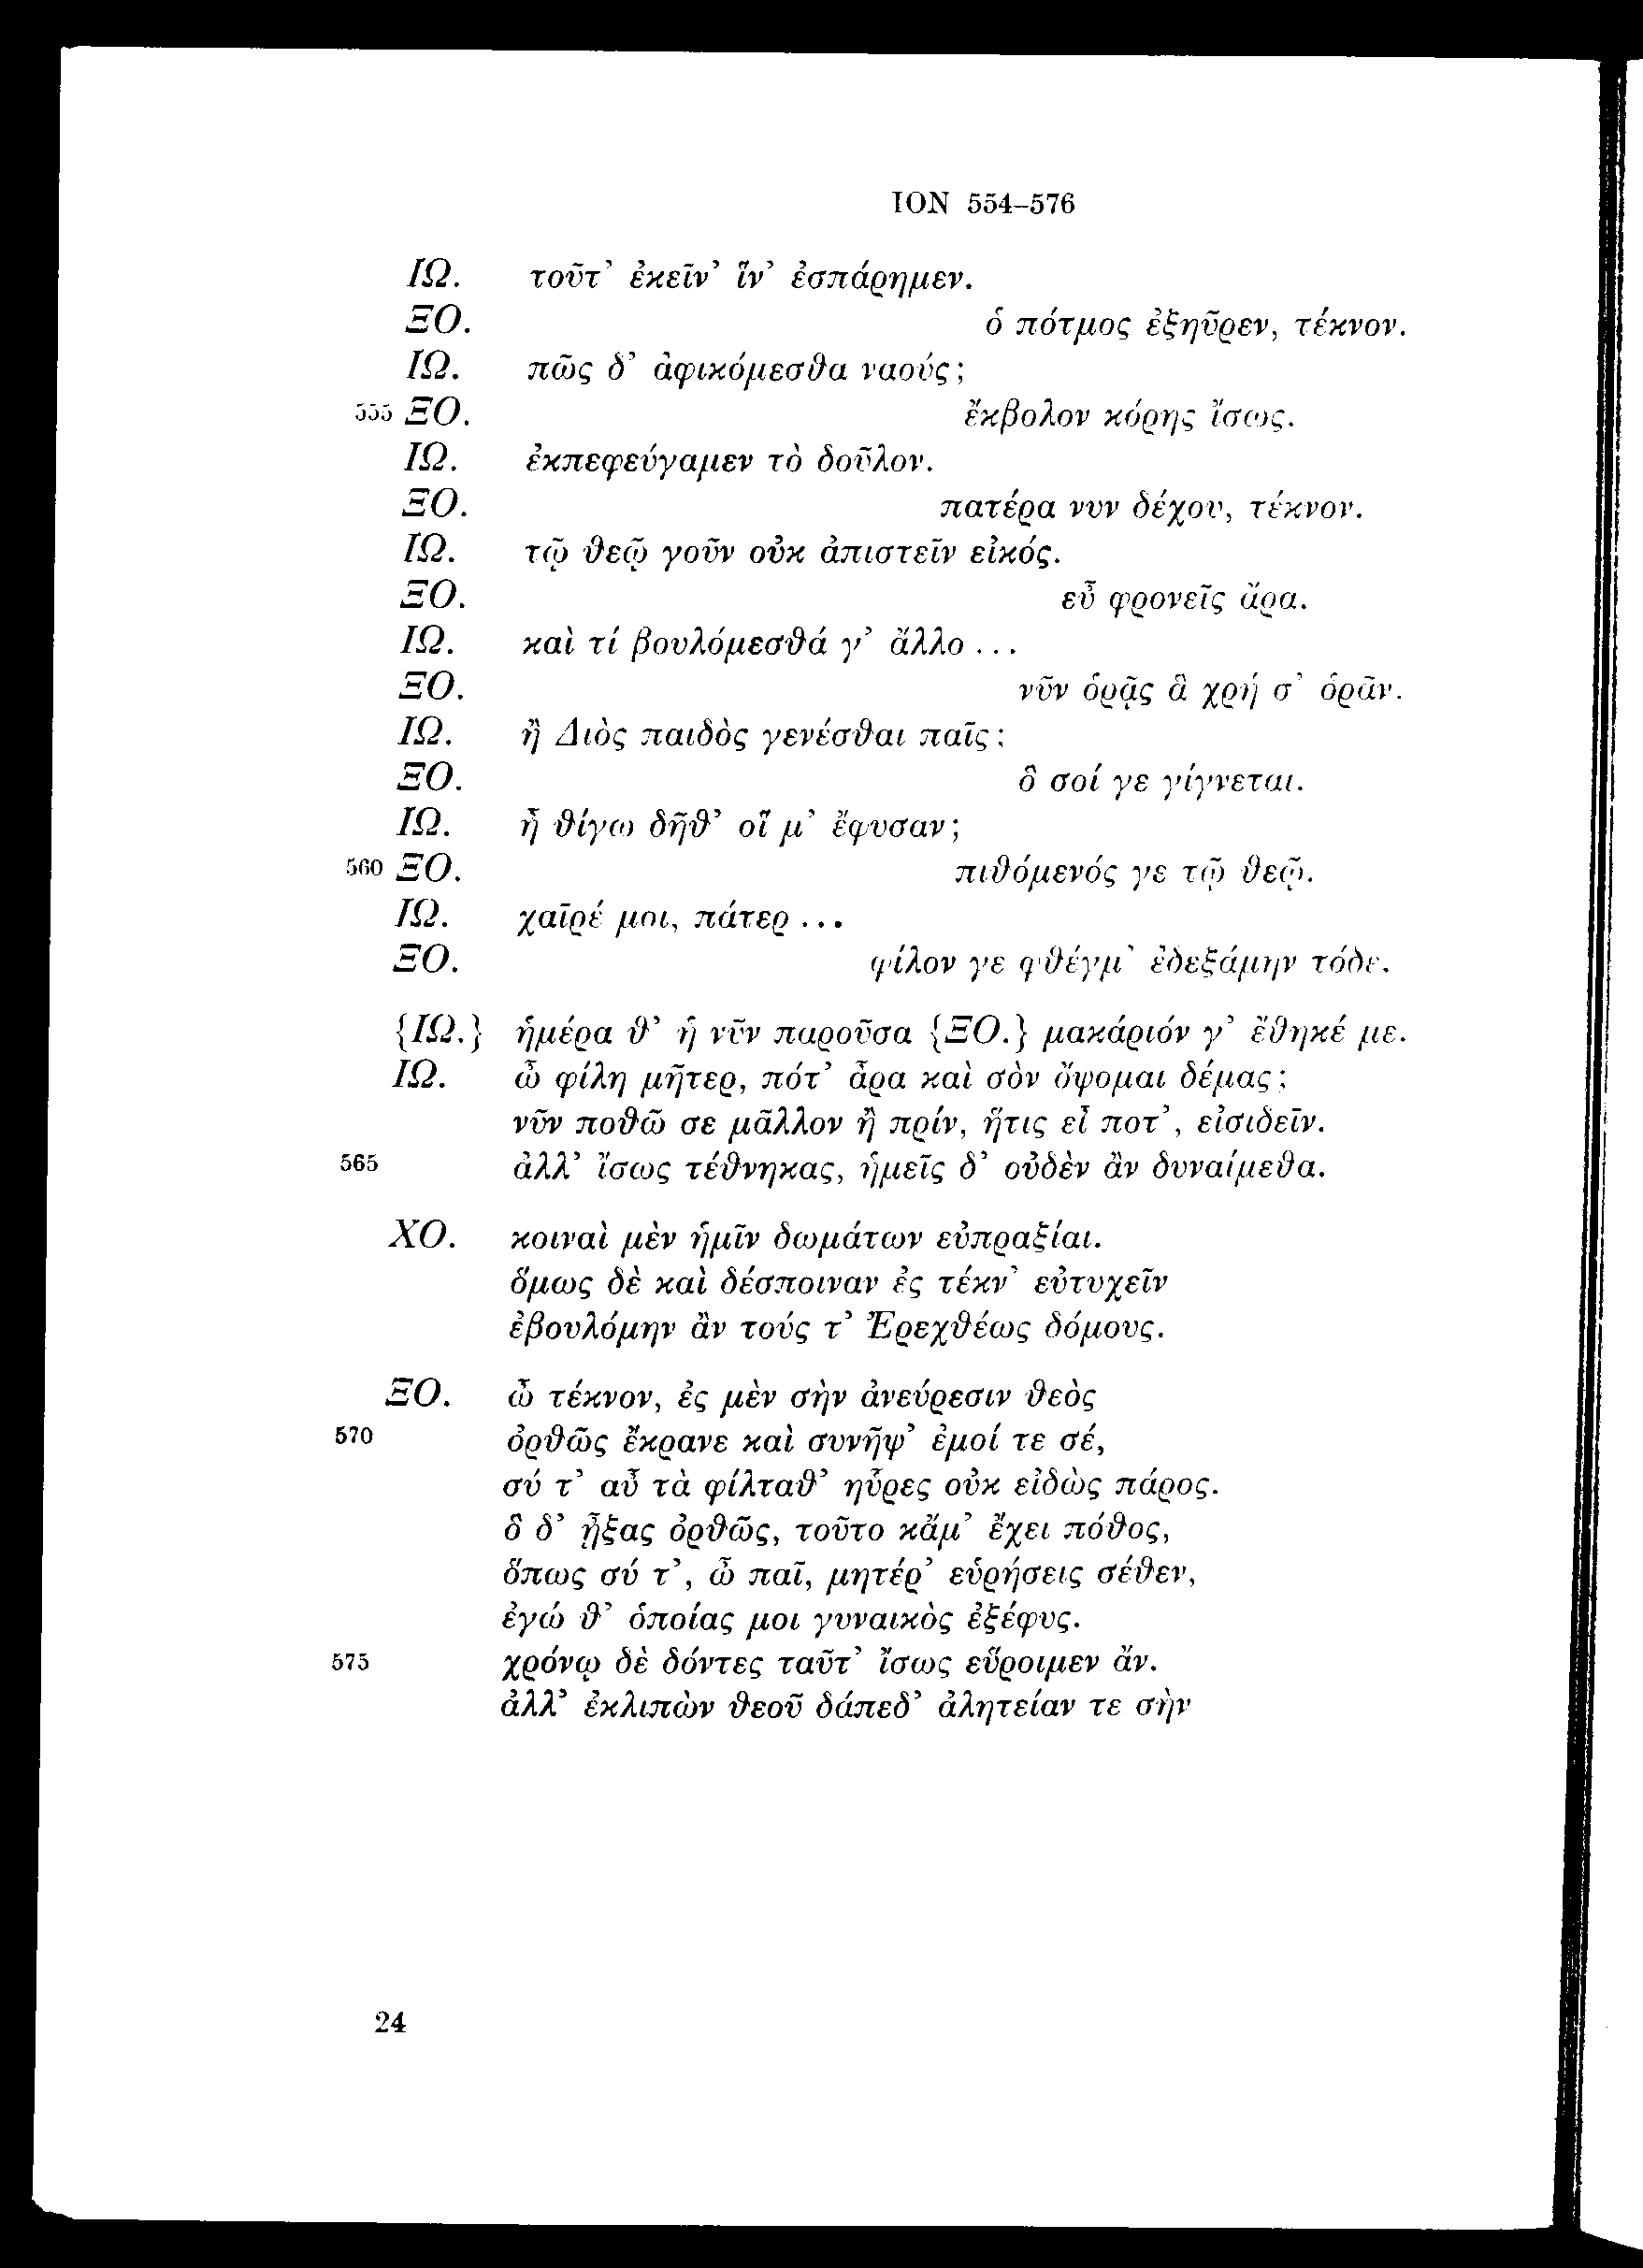 ION 554–576
ΙΩ. τοῦτ’ ἐκεῖν’ ἵν’ ἐσπάρημεν.
ΞΟ. ὁ πότμος ἐξηῦρεν, τέκνον.
ΙΩ. πῶς δ’ ἀφικόμεσθα ναούς;
555 ΞΟ. ἔκβολον κόρης ἴσως.
ΙΩ. ἐκπεφεύγαμεν τὸ δοῦλον.
ΞΟ. πατέρα νυν δέχου, τέκνον.
ΙΩ. τῷ θεῷ γοῦν οὐκ ἀπιστεῖν εἰκός.
ΞΟ. εὖ φρονεῖς ἄρα.
ΙΩ. καὶ τί βουλόμεσθά γ’ ἄλλο ...
ΞΟ. νῦν ὁρᾷς ἃ χρή σ’ ὁρᾶν.
ΙΩ. ἢ Διὸς παιδὸς γενέσθαι παῖς;
ΞΟ. ὃ σοί γε γίγνεται.
ΙΩ. ἦ θίγω δῆθ’ οἵ μ’ ἔφυσαν;
560 ΞΟ. πιθόμενός γε τῷ θεῷ.
ΙΩ. χαῖρέ μοι, πάτερ ...
ΞΟ. φίλον γε φθέγμ’ ἐδεξάμην τόδε.
{ΙΩ.} ἡμέρα θ’ ἡ νῦν παροῦσα {ΞΟ.} μακάριόν γ’ ἔθηκέ με.
ΙΩ. ὦ φίλη μῆτερ, πότ’ ἆρα καὶ σὸν ὄψομαι δέμας;
νῦν ποθῶ σε μᾶλλον ἢ πρίν, ἥτις εἶ ποτ’, εἰσιδεῖν.
565 ἀλλ’ ἴσως τέθνηκας, ἡμεῖς δ’ οὐδὲν ἂν δυναίμεθα.
ΧΟ. κοιναὶ μὲν ἡμῖν δωμάτων εὐπραξίαι.
ὅμως δὲ καὶ δέσποιναν ἐς τέκν’ εὐτυχεῖν
ἐβουλόμην ἂν τούς τ’ Ἐρεχθέως δόμους.
ΞΟ. ὦ τέκνον, ἐς μὲν σὴν ἀνεύρεσιν θεὸς
570 ὀρθῶς ἔκρανε καὶ συνῆψ’ ἐμοί τε σέ,
σύ τ’ αὖ τὰ φίλταθ’ ηὗρες οὐκ εἰδὼς πάρος.
ὃ δ’ ᾖξας ὀρθῶς, τοῦτο κἄμ’ ἔχει πόθος,
ὅπως σύ τ’, ὦ παῖ, μητέρ’ εὑρήσεις σέθεν,
ἐγώ θ’ ὁποίας μοι γυναικὸς ἐξέφυς.
575 χρόνῳ δὲ δόντες ταῦτ’ ἴσως εὕροιμεν ἄν.
ἀλλ’ ἐκλιπὼν θεοῦ δάπεδ’ ἀλητείαν τε σὴν
24